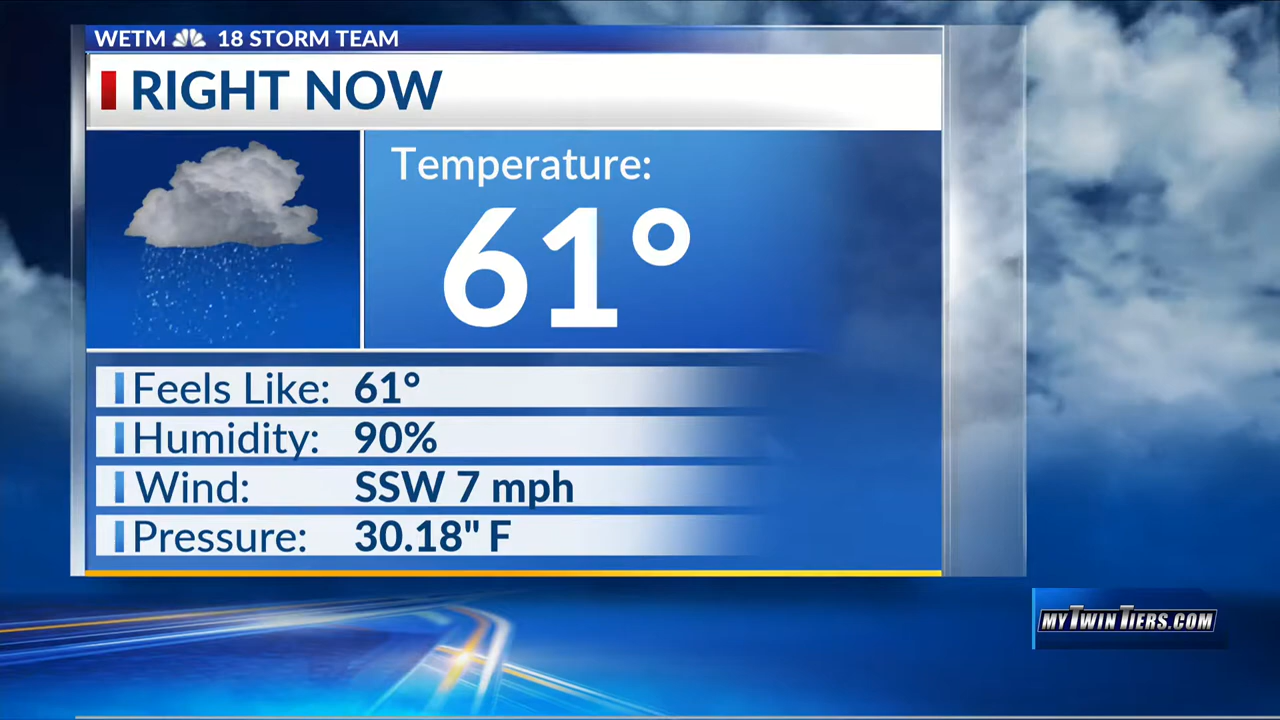 WETM 18 STORM TEAM
RIGHT NOW
Temperature:
61°
Feels Like: 61°
Humidity: 90%
Wind: SSW 7 mph
Pressure: 30.18" F
MYTWINTIERS.COM